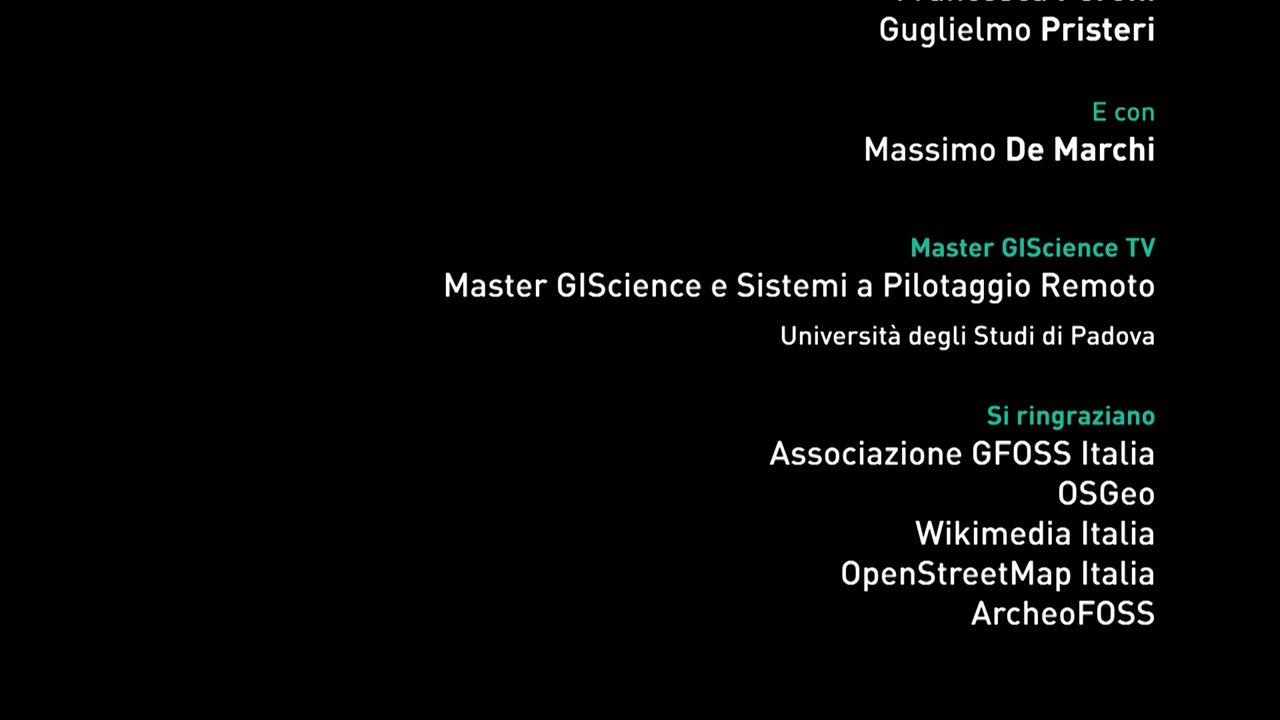 Guglielmo Pristeri
E con
Massimo De Marchi
Master GIScience TV
Master GIScience e Sistemi a Pilotaggio Remoto
Università degli Studi di Padova
Si ringraziano
Associazione GFOSS Italia
OSGeo
Wikimedia Italia
OpenStreetMap Italia
ArcheoFOSS